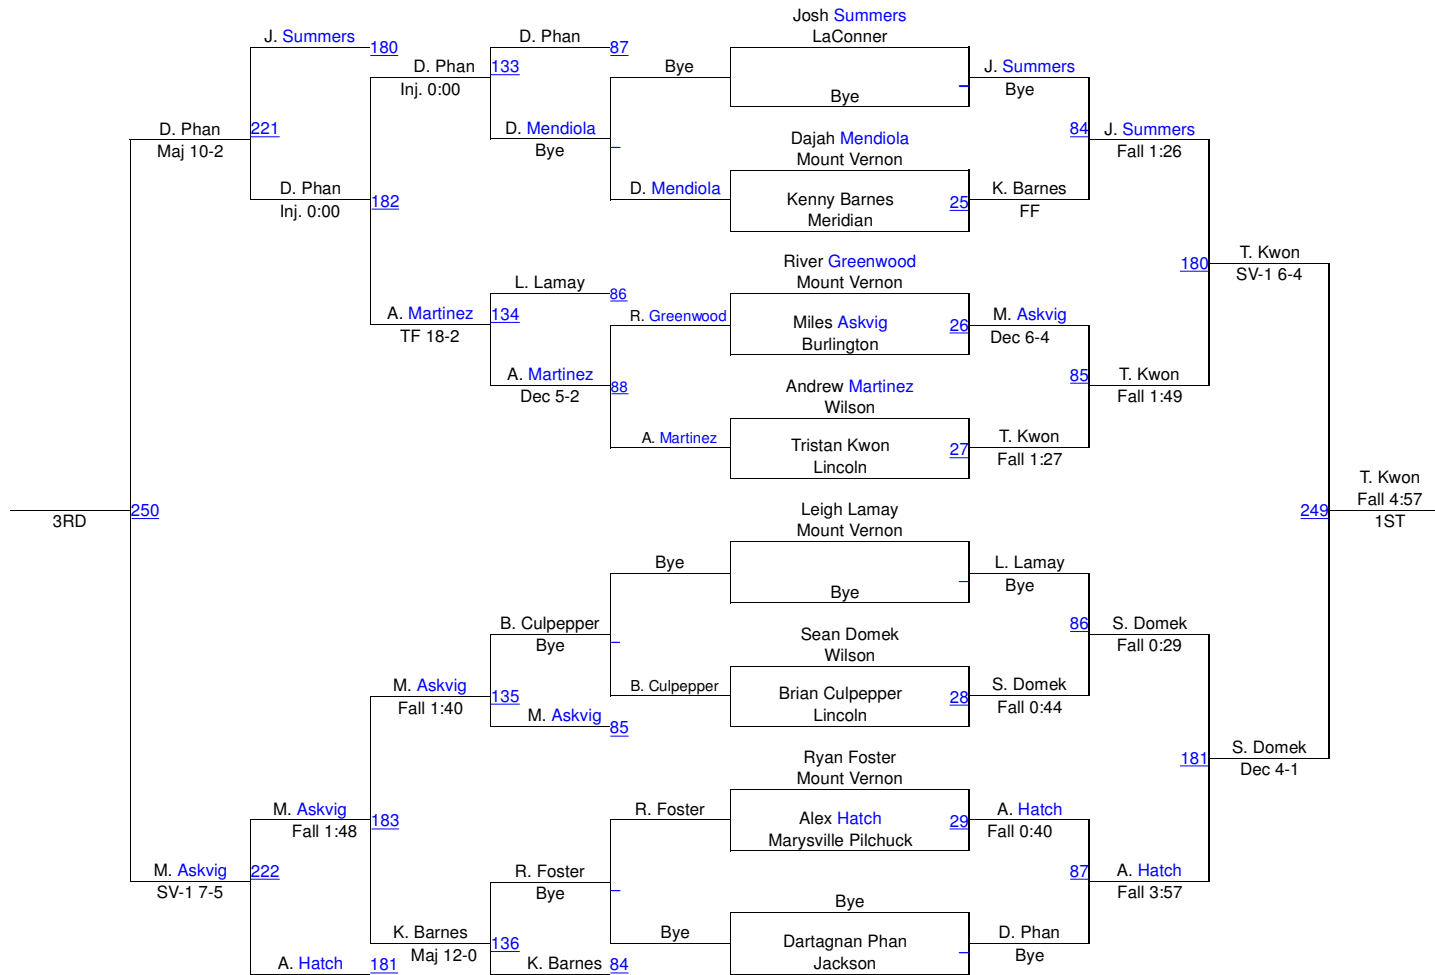 Josh Summers
J. Summers
D. Phan
LaConner
180
87
D. Phan
133
Bye
J. Summers
Inj. 0:00
Bye
Bye
D. Phan
221
D. Mendiola
84
J. Summers
Maj 10-2
Bye
Dajah Mendiola
Fall 1:26
Mount Vernon
D. Phan
182
D. Mendiola
Kenny Barnes
25
K. Barnes
Inj. 0:00
Meridian
FF
River Greenwood
T. Kwon
Mount Vernon
180
SV-1 6-4
L. Lamay
86
A. Martinez
134
R. Greenwood
Miles Askvig
26
M. Askvig
TF 18-2
Burlington
Dec 6-4
A. Martinez
88
Andrew Martinez
85
T. Kwon
Dec 5-2
Wilson
Fall 1:49
A. Martinez
Tristan Kwon
27
T. Kwon
Lincoln
Fall 1:27
T. Kwon
Fall 4:57
3RD
250
Leigh Lamay
249
1ST
Mount Vernon
Bye
L. Lamay
Bye
Bye
B. Culpepper
Sean Domek
86
S. Domek
Bye
Wilson
Fall 0:29
M. Askvig
135
B. Culpepper
Brian Culpepper
28
S. Domek
Fall 1:40
M. Askvig
85
Lincoln
Fall 0:44
Ryan Foster
181
S. Domek
Mount Vernon
Dec 4-1
M. Askvig
183
R. Foster
Alex Hatch
29
A. Hatch
Fall 1:48
Marysville Pilchuck
Fall 0:40
M. Askvig
222
R. Foster
87
A. Hatch
SV-1 7-5
Bye
Bye
Fall 3:57
K. Barnes
136
Bye
Dartagnan Phan
D. Phan
Maj 12-0
Jackson
Bye
A. Hatch
181
K. Barnes
84